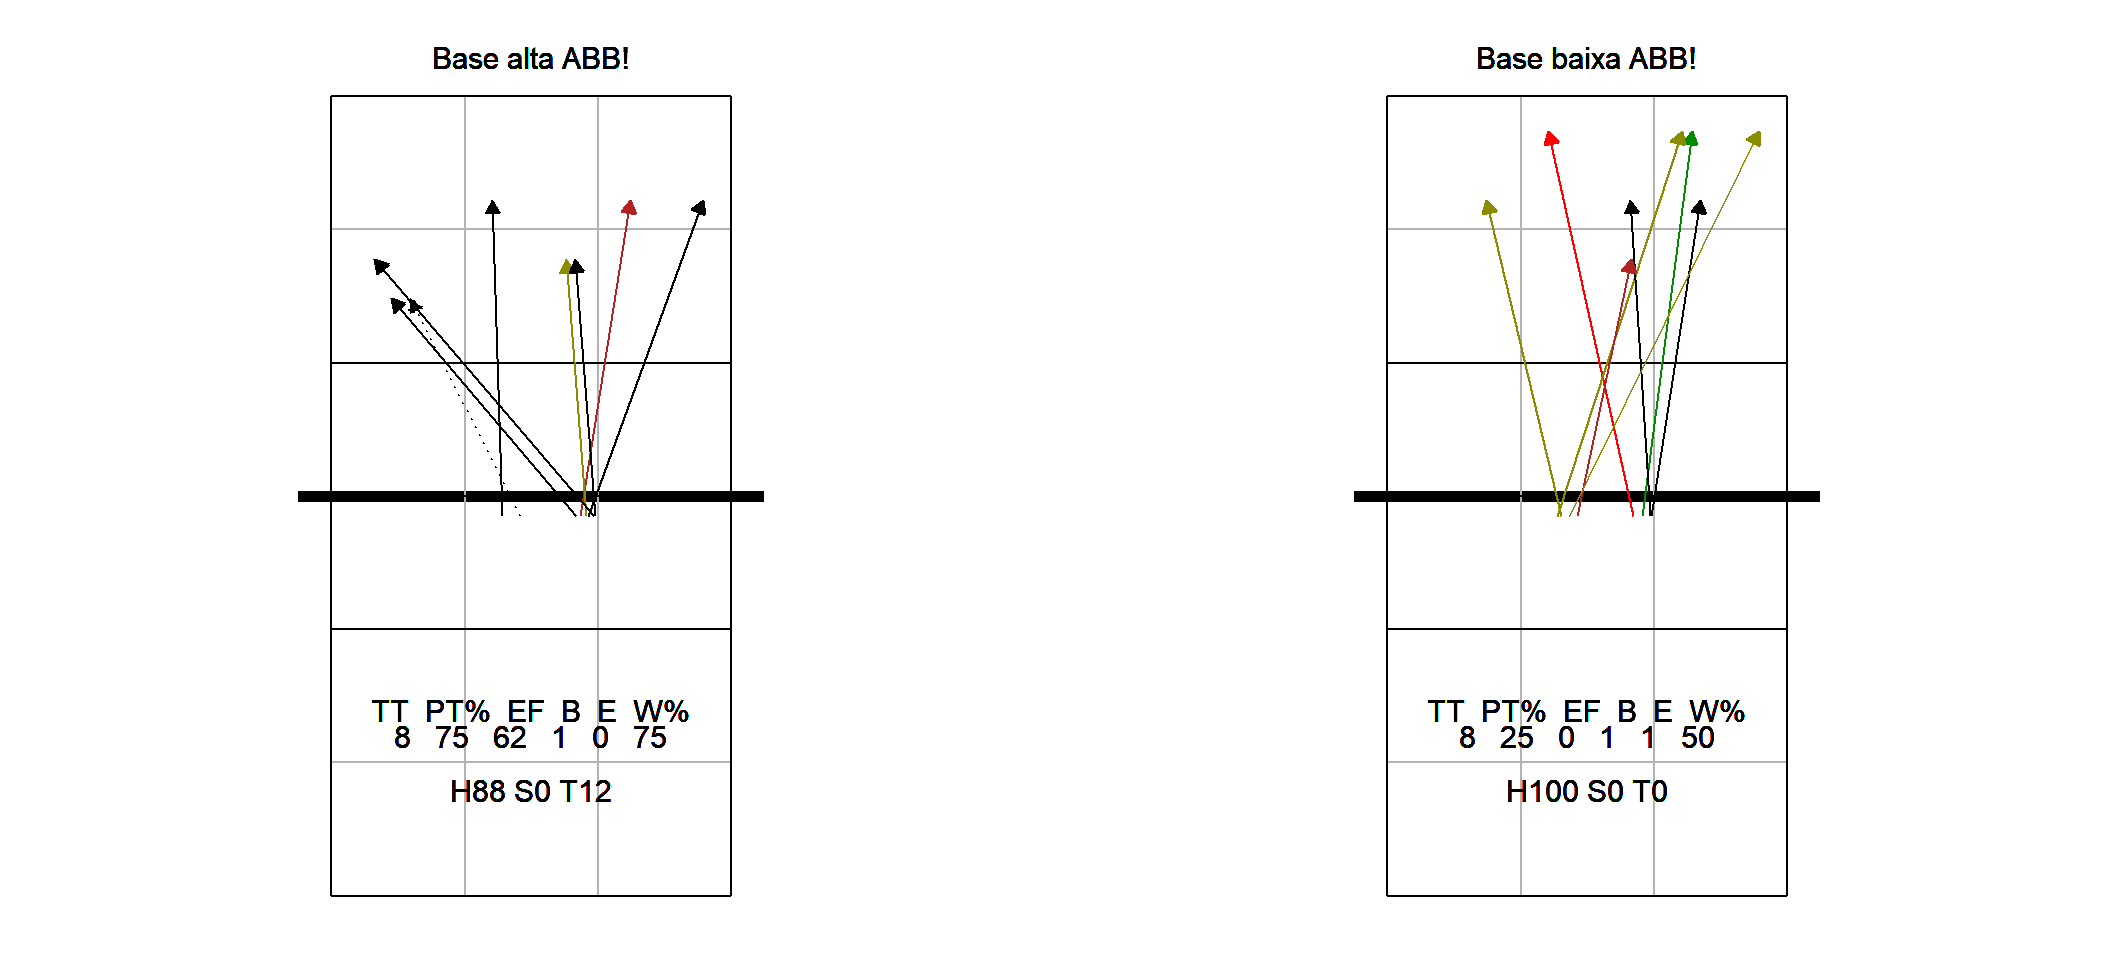 Base alta ABB!
TT PT% EF B E W%
8 75 62 1 0 75
H88 S0 T12
Base baixa ABB!
TT PT% EF B E W%
8 25 0 1 1 50
H100 S0 T0